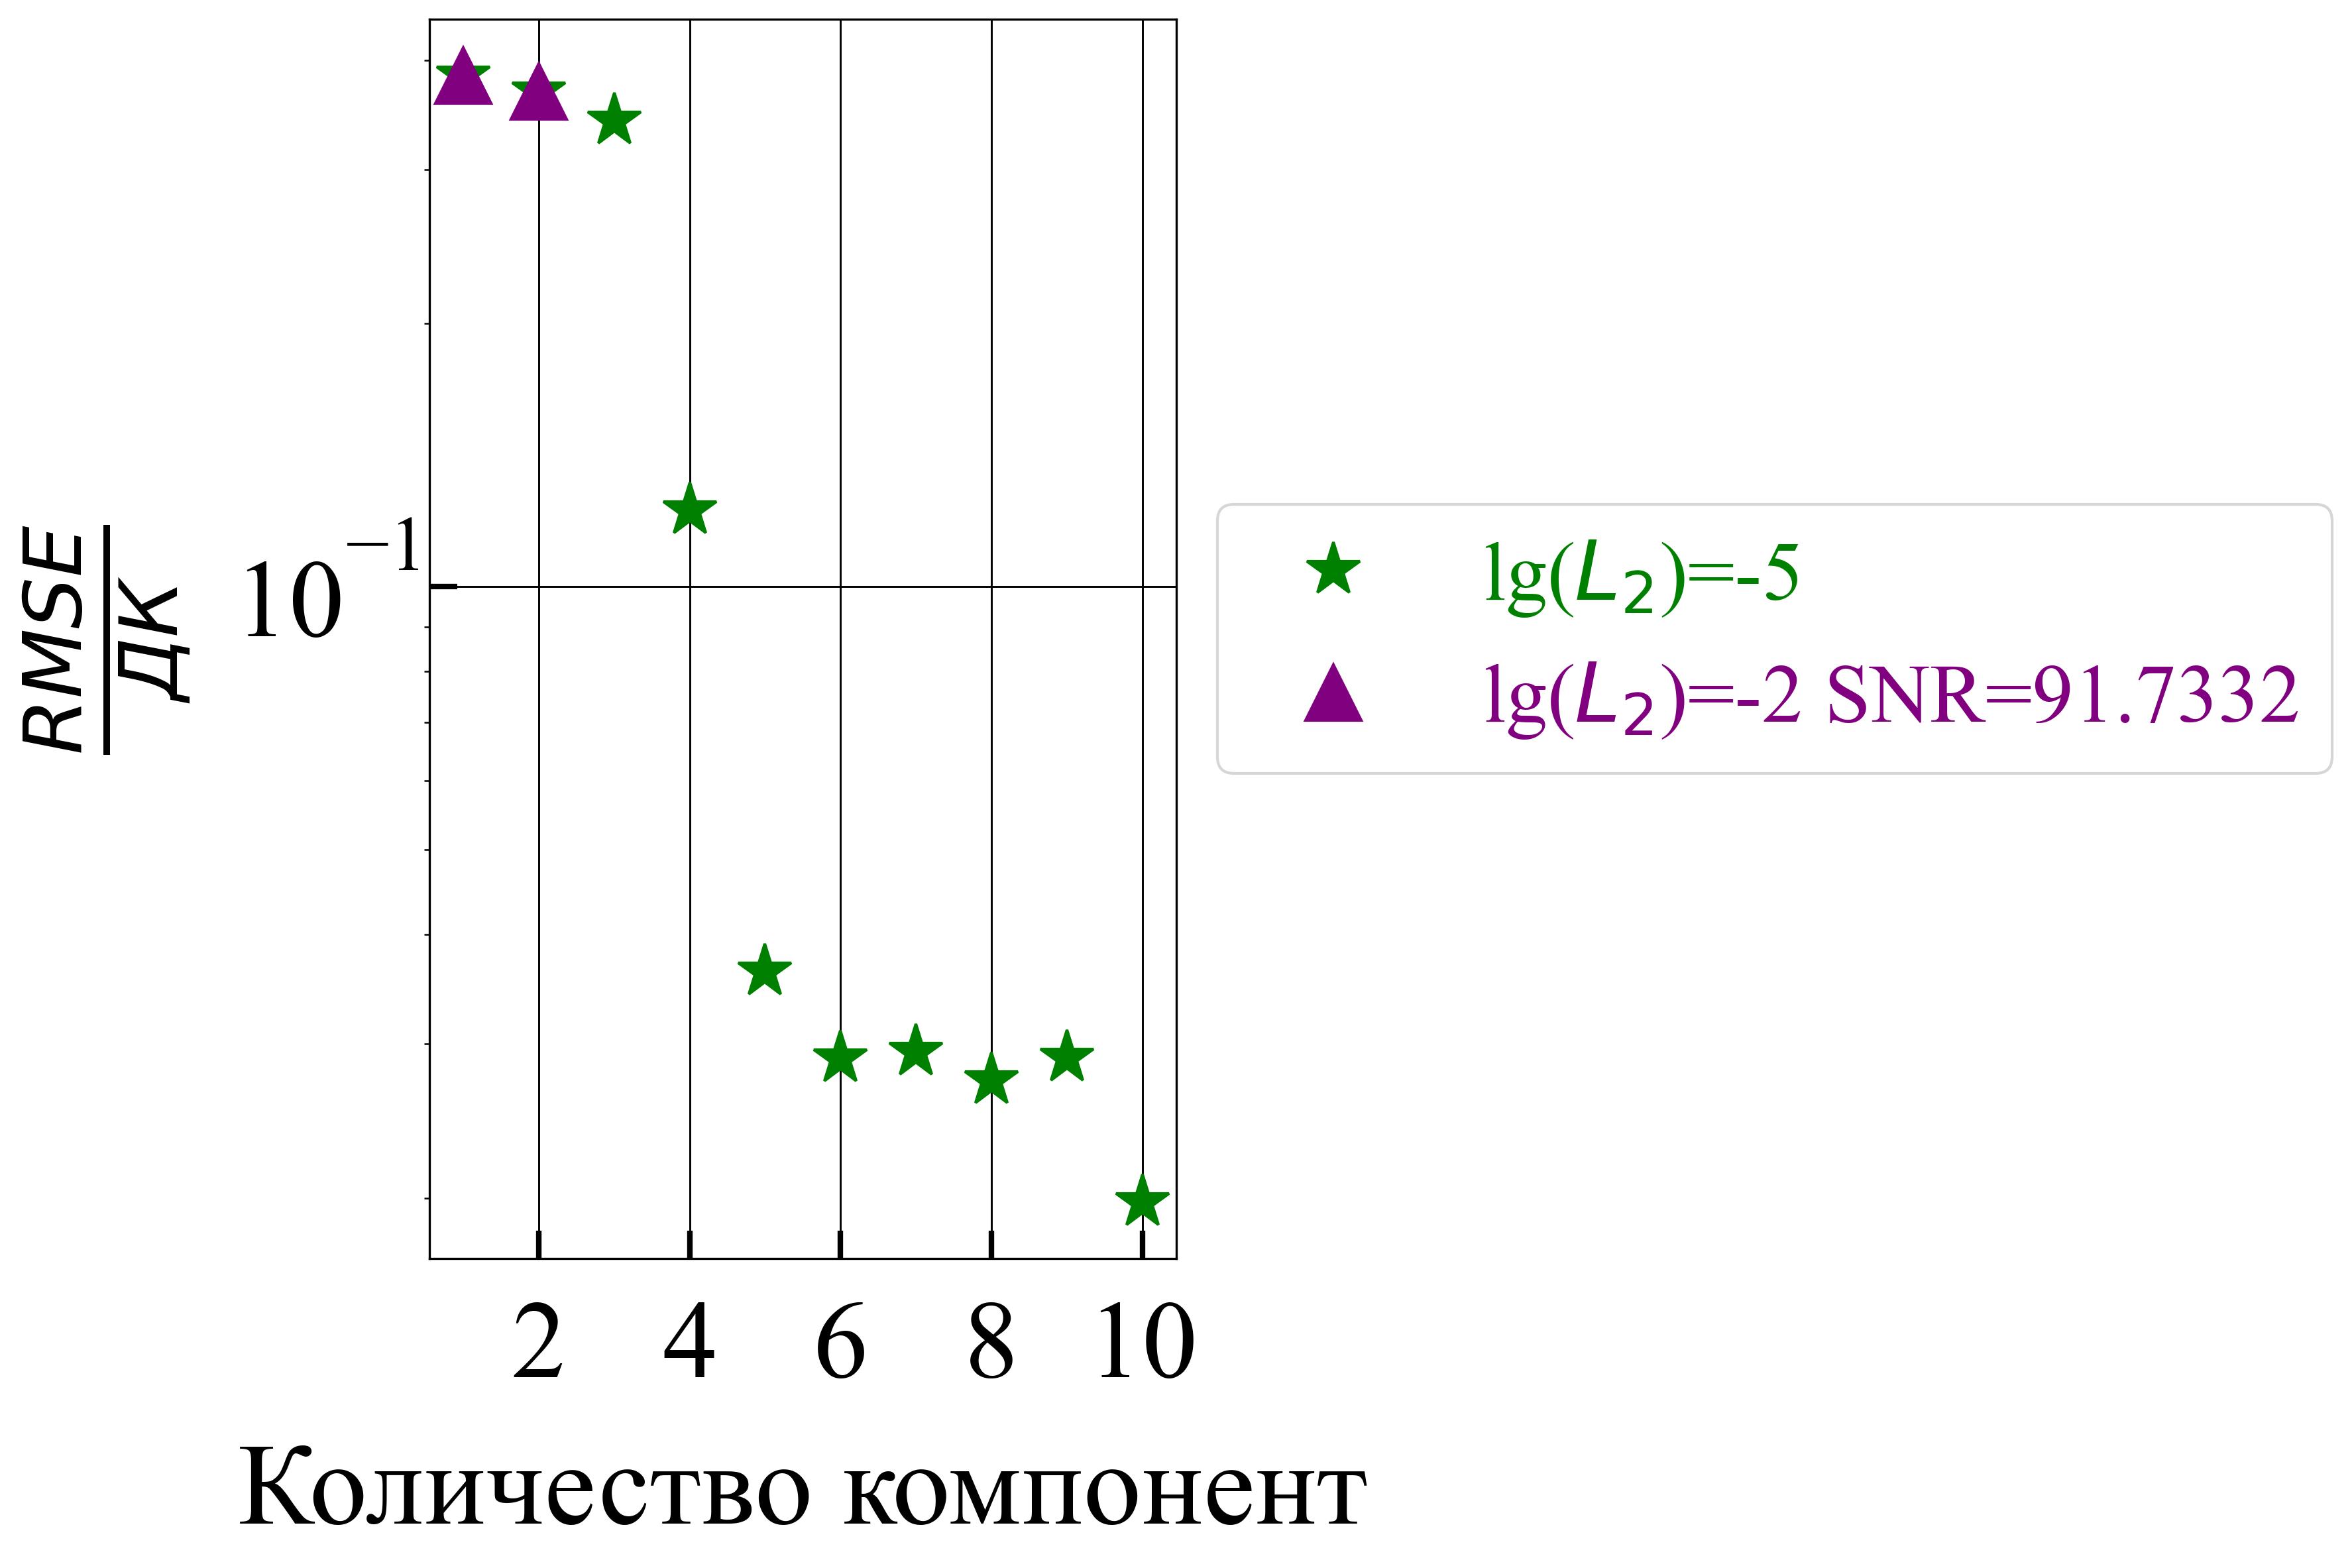 RMSE
ДК
10⁻¹
2 4 6 8 10
Количество компонент
lg(L₂)=-5
lg(L₂)=-2 SNR=91.7332